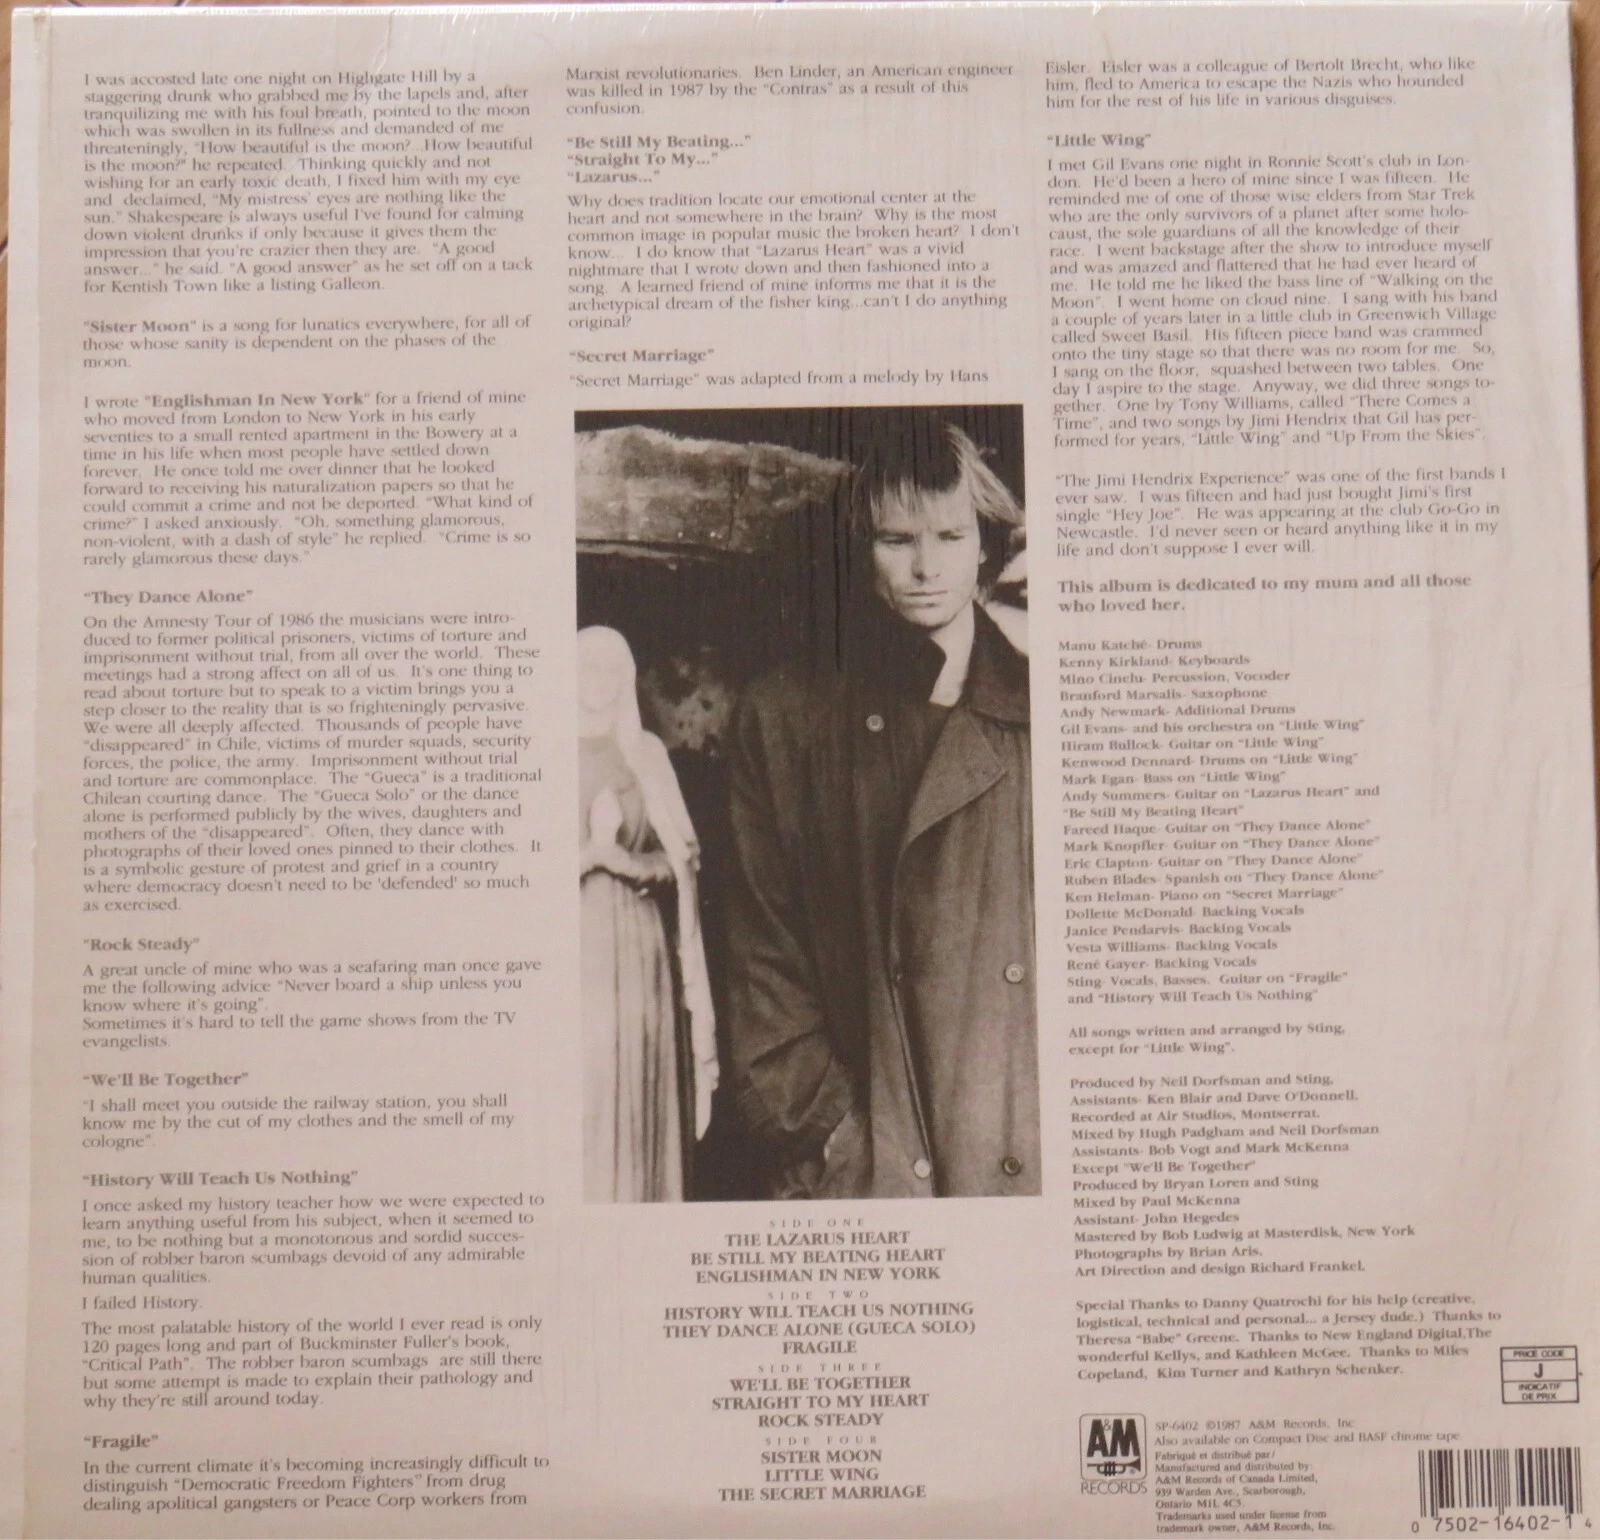 I was accosted late one night on Highgate Hill by a
staggering drunk who grabbed me by the lapels and, after
tranquilizing me with his foul breath, pointed to the moon
which was swollen in its fullness and demanded of me
threateningly, "How beautiful is the moon? ..How beautiful
is the moon?" he repeated. Thinking quickly and not
wishing for an early toxic death, I fixed him with my eye
and declaimed, "My mistress' eyes are nothing like the
sun." Shakespeare is always useful I've found for calming
down violent drunks if only because it gives them the
impression that you're crazier then they are. "A good
answer..." he said. "A good answer" as he set off on a tack
for Kentish Town like a listing Galleon.
"Sister Moon" is a song for lunatics everywhere, for all of
those whose sanity is dependent on the phases of the
moon.
I wrote "Englishman In New York" for a friend of mine
who moved from London to New York in his early
seventies to a small rented apartment in the Bowery at a
time in his life when most people have settled down
forever. He once told me over dinner that he looked
forward to receiving his naturalization papers so that he
could commit a crime and not be deported. "What kind of
crime?" I asked anxiously. "Oh, something glamorous,
non-violent, with a dash of style" he replied. "Crime is so
rarely glamorous these days."
"They Dance Alone"
On the Amnesty Tour of 1986 the musicians were intro-
duced to former political prisoners, victims of torture and
imprisonment without trial, from all over the world. These
meetings had a strong affect on all of us. It's one thing to
read about torture but to speak to a victim brings you a
step closer to the reality that is so frighteningly pervasive.
We were all deeply affected. Thousands of people have
"disappeared" in Chile, victims of murder squads, security
forces, the police, the army. Imprisonment without trial
and torture are commonplace. The "Gueca" is a traditional
Chilean courting dance. The "Gueca Solo" or the dance
alone is performed publicly by the wives, daughters and
mothers of the "disappeared". Often, they dance with
photographs of their loved ones pinned to their clothes. It
is a symbolic gesture of protest and grief in a country
where democracy doesn't need to be 'defended' so much
as exercised.
"Rock Steady"
A great uncle of mine who was a seafaring man once gave
me the following advice "Never board a ship unless you
know where it's going".
Sometimes it's hard to tell the game shows from the TV
evangelists.
"We'll Be Together"
"I shall meet you outside the railway station, you shall
know me by the cut of my clothes and the smell of my
cologne".
"History Will Teach Us Nothing"
I once asked my history teacher how we were expected to
learn anything useful from his subject, when it seemed to
me, to be nothing but a monotonous and sordid succes-
sion of robber baron scumbags devoid of any admirable
human qualities.
I failed History.
The most palatable history of the world I ever read is only
120 pages long and part of Buckminster Fuller's book,
"Critical Path". The robber baron scumbags are still there
but some attempt is made to explain their pathology and
why they're still around today.
"Fragile"
In the current climate it's becoming increasingly difficult to
distinguish "Democratic Freedom Fighters" from drug
dealing apolitical gangsters or Peace Corp workers from
Marxist revolutionaries. Ben Linder, an American engineer
was killed in 1987 by the "Contras" as a result of this
confusion.
"Be Still My Beating..."
"Straight To My..."
"Lazarus..."
Why does tradition locate our emotional center at the
heart and not somewhere in the brain? Why is the most
common image in popular music the broken heart? I don't
know... I do know that "Lazarus Heart" was a vivid
nightmare that I wrote down and then fashioned into a
song. A learned friend of mine informs me that it is the
archetypical dream of the fisher king...can't I do anything
original?
"Secret Marriage"
"Secret Marriage" was adapted from a melody by Hans
SIDE ONE
THE LAZARUS HEART
BE STILL MY BEATING HEART
ENGLISHMAN IN NEW YORK
SIDE TWO
HISTORY WILL TEACH US NOTHING
THEY DANCE ALONE (GUECA SOLO)
FRAGILE
SIDE THREE
WE'LL BE TOGETHER
STRAIGHT TO MY HEART
ROCK STEADY
SIDE FOUR
SISTER MOON
LITTLE WING
THE SECRET MARRIAGE
Eisler. Eisler was a colleague of Bertolt Brecht, who like
him, fled to America to escape the Nazis who hounded
him for the rest of his life in various disguises.
"Little Wing"
I met Gil Evans one night in Ronnie Scott's club in Lon-
don. He'd been a hero of mine since I was fifteen. He
reminded me of one of those wise elders from Star Trek
who are the only survivors of a planet after some holo-
caust, the sole guardians of all the knowledge of their
race. I went backstage after the show to introduce myself
and was amazed and flattered that he had ever heard of
me. He told me he liked the bass line of "Walking on the
Moon". I went home on cloud nine. I sang with his band
a couple of years later in a little club in Greenwich Village
called Sweet Basil. His fifteen piece band was crammed
onto the tiny stage so that there was no room for me. So,
I sang on the floor, squashed between two tables. One
day I aspire to the stage. Anyway, we did three songs to-
gether. One by Tony Williams, called "There Comes a
Time", and two songs by Jimi Hendrix that Gil has per-
formed for years, "Little Wing" and "Up From the Skies".
"The Jimi Hendrix Experience" was one of the first bands I
ever saw. I was fifteen and had just bought Jimi's first
single "Hey Joe". He was appearing at the club Go-Go in
Newcastle. I'd never seen or heard anything like it in my
life and don't suppose I ever will.
This album is dedicated to my mum and all those
who loved her.
Manu Katché- Drums
Kenny Kirkland- Keyboards
Mino Cinelu- Percussion, Vocoder
Branford Marsalis- Saxophone
Andy Newmark- Additional Drums
Gil Evans- and his orchestra on "Little Wing"
Hiram Bullock- Guitar on "Little Wing"
Kenwood Dennard- Drums on "Little Wing"
Mark Egan- Bass on "Little Wing"
Andy Summers- Guitar on "Lazarus Heart" and
"Be Still My Beating Heart"
Fareed Haque- Guitar on "They Dance Alone"
Mark Knopfler- Guitar on "They Dance Alone"
Eric Clapton- Guitar on "They Dance Alone"
Ruben Blades- Spanish on "They Dance Alone"
Ken Helman- Piano on "Secret Marriage"
Dollette McDonald- Backing Vocals
Janice Pendarvis- Backing Vocals
Vesta Williams- Backing Vocals
René Gayer- Backing Vocals
Sting- Vocals, Basses, Guitar on "Fragile"
and "History Will Teach Us Nothing"
All songs written and arranged by Sting,
except for "Little Wing".
Produced by Neil Dorfsman and Sting,
Assistants- Ken Blair and Dave O'Donnell.
Recorded at Air Studios, Montserrat.
Mixed by Hugh Padgham and Neil Dorfsman
Assistants- Bob Vogt and Mark McKenna
Except "We'll Be Together"
Produced by Bryan Loren and Sting
Mixed by Paul McKenna
Assistant- John Hegedes
Mastered by Bob Ludwig at Masterdisk, New York
Photographs by Brian Aris.
Art Direction and design Richard Frankel.
Special Thanks to Danny Quatrochi for his help (creative,
logistical, technical and personal... a Jersey dude.) Thanks to
Theresa "Babe" Greene. Thanks to New England Digital,The
wonderful Kellys, and Kathleen McGee. Thanks to Miles
Copeland, Kim Turner and Kathryn Schenker.
PRICE CODE
J
INDICATIF
DE PRIX
A&M
RECORDS
SP-6402 ©1987 A&M Records, Inc
Also available on Compact Disc and BASF chrome tape
Fabriqué et distribué par/
Manufactured and distributed by
A&M Records of Canada Limited,
939 Warden Ave., Scarborough,
Ontario M1L 4C5.
Trademarks used under license from
trademark owner, A&M Records, Inc.
0 7502-16402-1 4